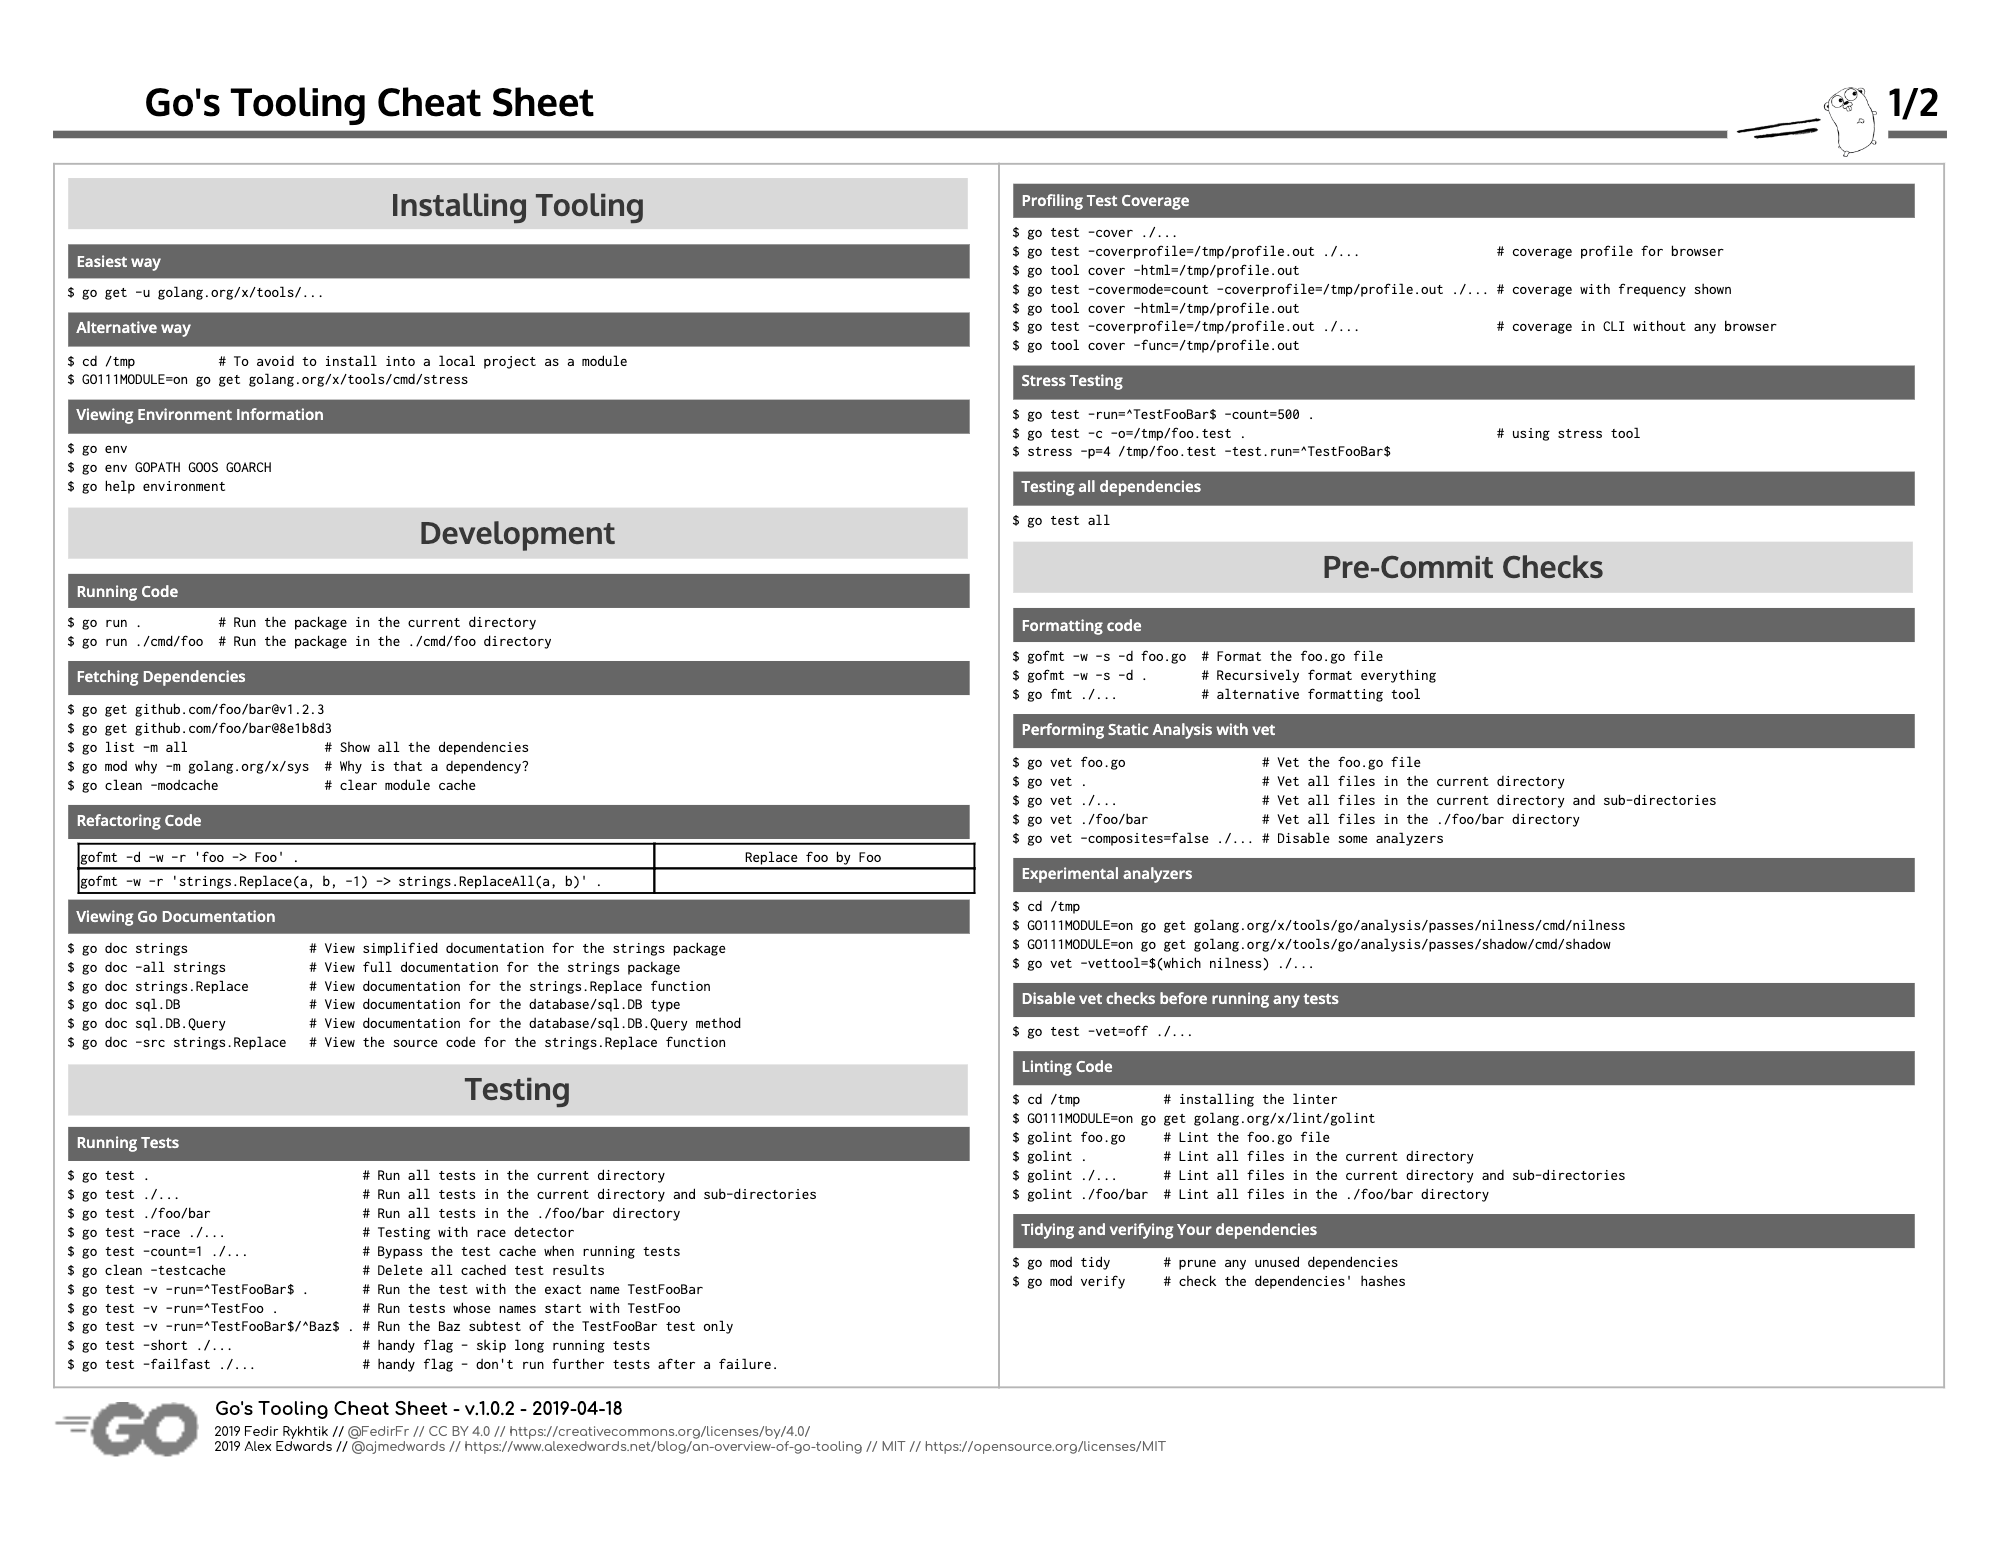 Go's Tooling Cheat Sheet
1/2
Installing Tooling
Easiest way
$ go get -u golang.org/x/tools/...
Alternative way
$ cd /tmp           # To avoid to install into a local project as a module
$ GO111MODULE=on go get golang.org/x/tools/cmd/stress
Viewing Environment Information
$ go env
$ go env GOPATH GOOS GOARCH
$ go help environment
Development
Running Code
$ go run .          # Run the package in the current directory
$ go run ./cmd/foo  # Run the package in the ./cmd/foo directory
Fetching Dependencies
$ go get github.com/foo/bar@v1.2.3
$ go get github.com/foo/bar@8e1b8d3
$ go list -m all                  # Show all the dependencies
$ go mod why -m golang.org/x/sys  # Why is that a dependency?
$ go clean -modcache              # clear module cache
Refactoring Code
gofmt -d -w -r 'foo -> Foo' .    Replace foo by Foo
gofmt -w -r 'strings.Replace(a, b, -1) -> strings.ReplaceAll(a, b)' .
Viewing Go Documentation
$ go doc strings                # View simplified documentation for the strings package
$ go doc -all strings           # View full documentation for the strings package
$ go doc strings.Replace        # View documentation for the strings.Replace function
$ go doc sql.DB                 # View documentation for the database/sql.DB type
$ go doc sql.DB.Query           # View documentation for the database/sql.DB.Query method
$ go doc -src strings.Replace   # View the source code for the strings.Replace function
Testing
Running Tests
$ go test .                            # Run all tests in the current directory
$ go test ./...                        # Run all tests in the current directory and sub-directories
$ go test ./foo/bar                    # Run all tests in the ./foo/bar directory
$ go test -race ./...                  # Testing with race detector
$ go test -count=1 ./...               # Bypass the test cache when running tests
$ go clean -testcache                  # Delete all cached test results
$ go test -v -run=^TestFooBar$ .       # Run the test with the exact name TestFooBar
$ go test -v -run=^TestFoo .           # Run tests whose names start with TestFoo
$ go test -v -run=^TestFooBar$/^Baz$ . # Run the Baz subtest of the TestFooBar test only
$ go test -short ./...                 # handy flag - skip long running tests
$ go test -failfast ./...              # handy flag - don't run further tests after a failure.
Profiling Test Coverage
$ go test -cover ./...
$ go test -coverprofile=/tmp/profile.out ./...                  # coverage profile for browser
$ go tool cover -html=/tmp/profile.out
$ go test -covermode=count -coverprofile=/tmp/profile.out ./... # coverage with frequency shown
$ go tool cover -html=/tmp/profile.out
$ go test -coverprofile=/tmp/profile.out ./...                  # coverage in CLI without any browser
$ go tool cover -func=/tmp/profile.out
Stress Testing
$ go test -run=^TestFooBar$ -count=500 .
$ go test -c -o=/tmp/foo.test .                                 # using stress tool
$ stress -p=4 /tmp/foo.test -test.run=^TestFooBar$
Testing all dependencies
$ go test all
Pre-Commit Checks
Formatting code
$ gofmt -w -s -d foo.go  # Format the foo.go file
$ gofmt -w -s -d .       # Recursively format everything
$ go fmt ./...           # alternative formatting tool
Performing Static Analysis with vet
$ go vet foo.go                  # Vet the foo.go file
$ go vet .                       # Vet all files in the current directory
$ go vet ./...                   # Vet all files in the current directory and sub-directories
$ go vet ./foo/bar               # Vet all files in the ./foo/bar directory
$ go vet -composites=false ./... # Disable some analyzers
Experimental analyzers
$ cd /tmp
$ GO111MODULE=on go get golang.org/x/tools/go/analysis/passes/nilness/cmd/nilness
$ GO111MODULE=on go get golang.org/x/tools/go/analysis/passes/shadow/cmd/shadow
$ go vet -vettool=$(which nilness) ./...
Disable vet checks before running any tests
$ go test -vet=off ./...
Linting Code
$ cd /tmp           # installing the linter
$ GO111MODULE=on go get golang.org/x/lint/golint
$ golint foo.go     # Lint the foo.go file
$ golint .          # Lint all files in the current directory
$ golint ./...      # Lint all files in the current directory and sub-directories
$ golint ./foo/bar  # Lint all files in the ./foo/bar directory
Tidying and verifying Your dependencies
$ go mod tidy       # prune any unused dependencies
$ go mod verify     # check the dependencies' hashes
GO
Go's Tooling Cheat Sheet - v.1.0.2 - 2019-04-18
2019 Fedir Rykhtik // @FedirFr // CC BY 4.0 // https://creativecommons.org/licenses/by/4.0/
2019 Alex Edwards // @ajmedwards // https://www.alexedwards.net/blog/an-overview-of-go-tooling // MIT // https://opensource.org/licenses/MIT